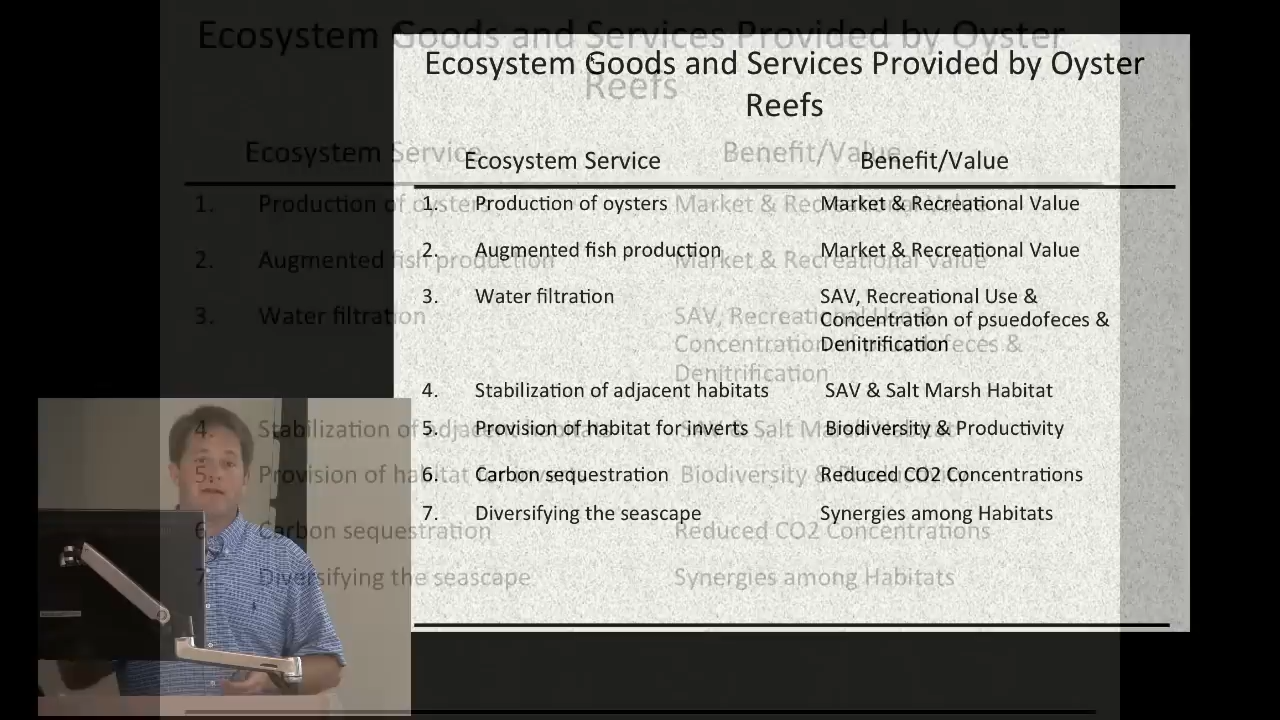 Ecosystem Goods and Services Provided by Oyster
Reefs
Ecosystem Service Benefit/Value
1. Production of oysters Market & Recreational Value
2. Augmented fish production Market & Recreational Value
3. Water filtration SAV, Recreational Use &
Concentration of psuedofeces &
Denitrification
4. Stabilization of adjacent habitats SAV & Salt Marsh Habitat
5. Provision of habitat for inverts Biodiversity & Productivity
6. Carbon sequestration Reduced CO2 Concentrations
7. Diversifying the seascape Synergies among Habitats